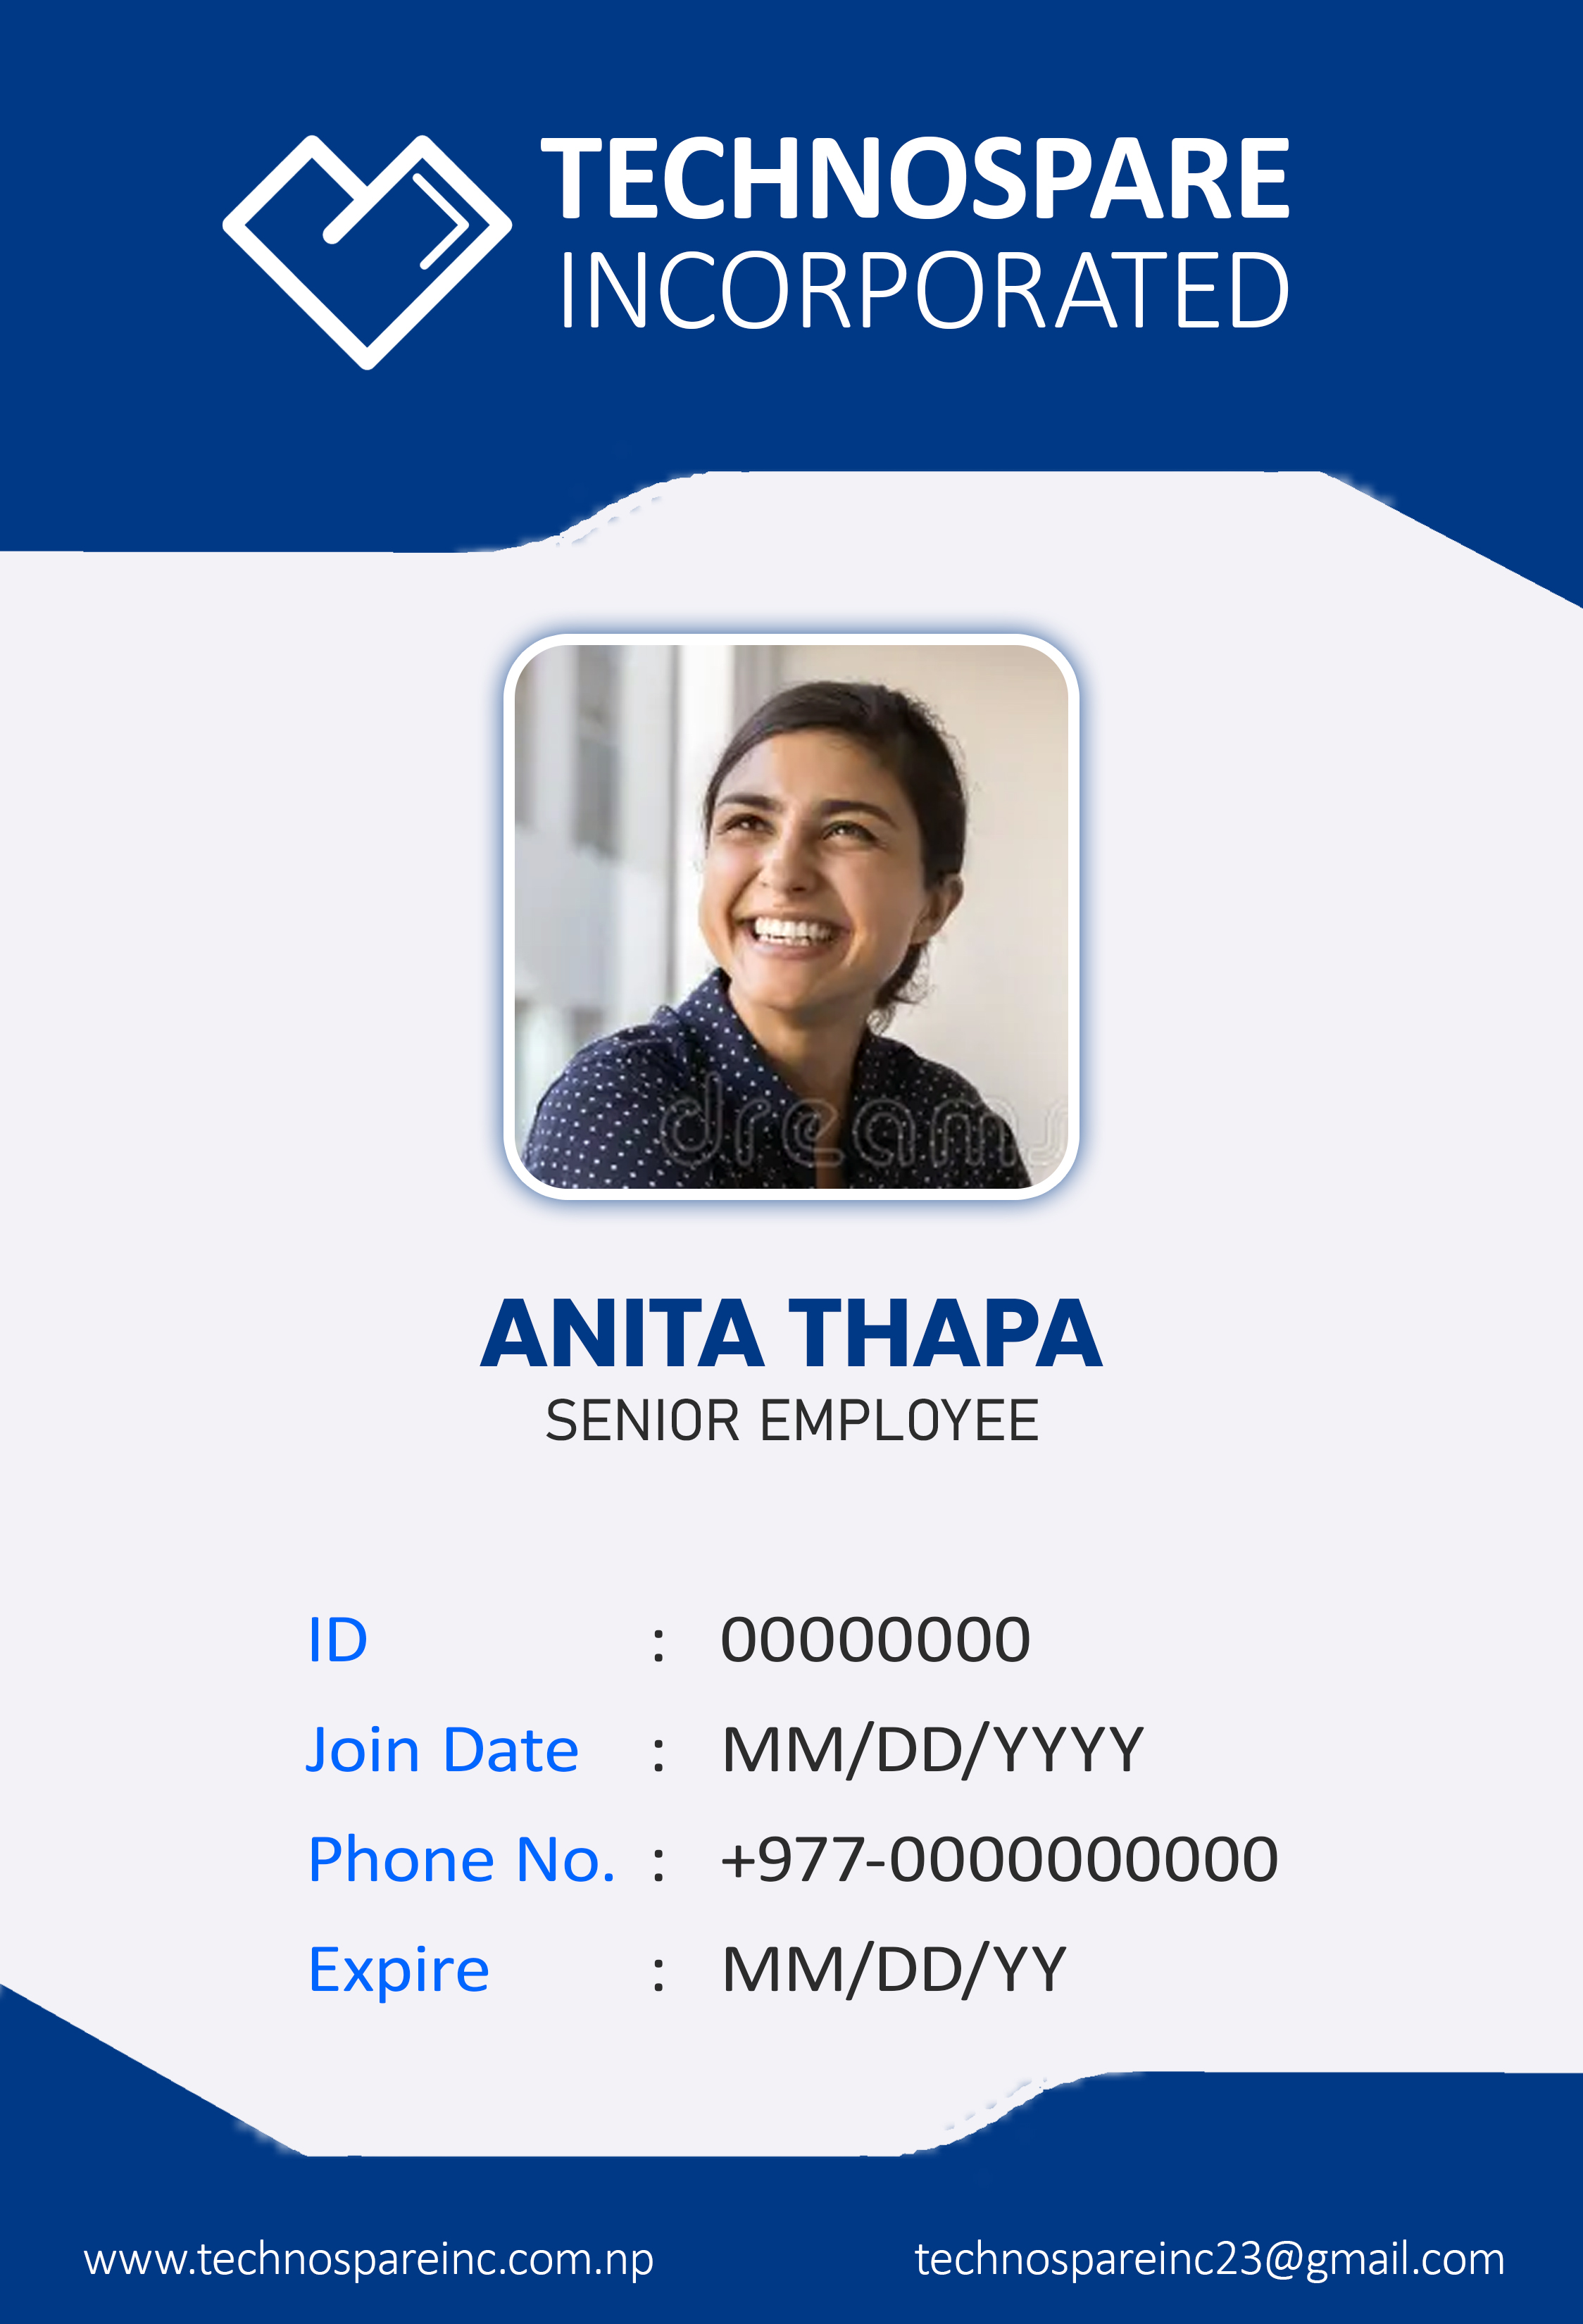 TECHNOSPARE
INCORPORATED
dreams
ANITA THAPA
SENIOR EMPLOYEE
ID : 00000000
Join Date : MM/DD/YYYY
Phone No. : +977-0000000000
Expire : MM/DD/YY
www.technospareinc.com.np
technospareinc23@gmail.com